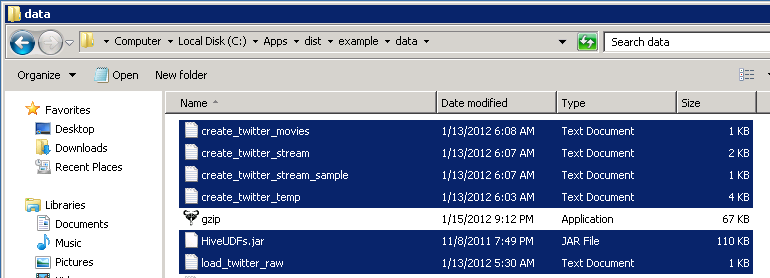 data
Computer Local Disk (C:) Apps dist example data Search data
Organize Open New folder
Name Date modified Type Size
Favorites
Desktop
Downloads
Recent Places
Libraries
Documents
Music
Pictures
create_twitter_movies 1/13/2012 6:08 AM Text Document 1 KB
create_twitter_stream 1/13/2012 6:07 AM Text Document 2 KB
create_twitter_stream_sample 1/13/2012 6:07 AM Text Document 1 KB
create_twitter_temp 1/13/2012 6:03 AM Text Document 4 KB
gzip 1/15/2012 9:12 PM Application 67 KB
HiveUDFs.jar 11/8/2011 7:49 PM JAR File 110 KB
load_twitter_raw 1/13/2012 5:30 AM Text Document 1 KB